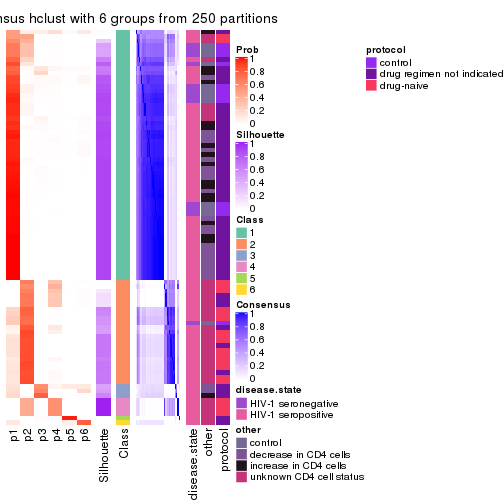 nsus hclust with 6 groups from 250 partitions
p1
p2
p3
p4
p5
p6
Silhouette
Class
disease.state
other
protocol
Prob
1
0.8
0.6
0.4
0.2
0
Silhouette
1
0.8
0.6
0.4
0.2
0
Class
1
2
3
4
5
6
Consensus
1
0.8
0.6
0.4
0.2
0
disease.state
HIV-1 seronegative
HIV-1 seropositive
other
control
decrease in CD4 cells
increase in CD4 cells
unknown CD4 cell status
protocol
control
drug regimen not indicated
drug-naive